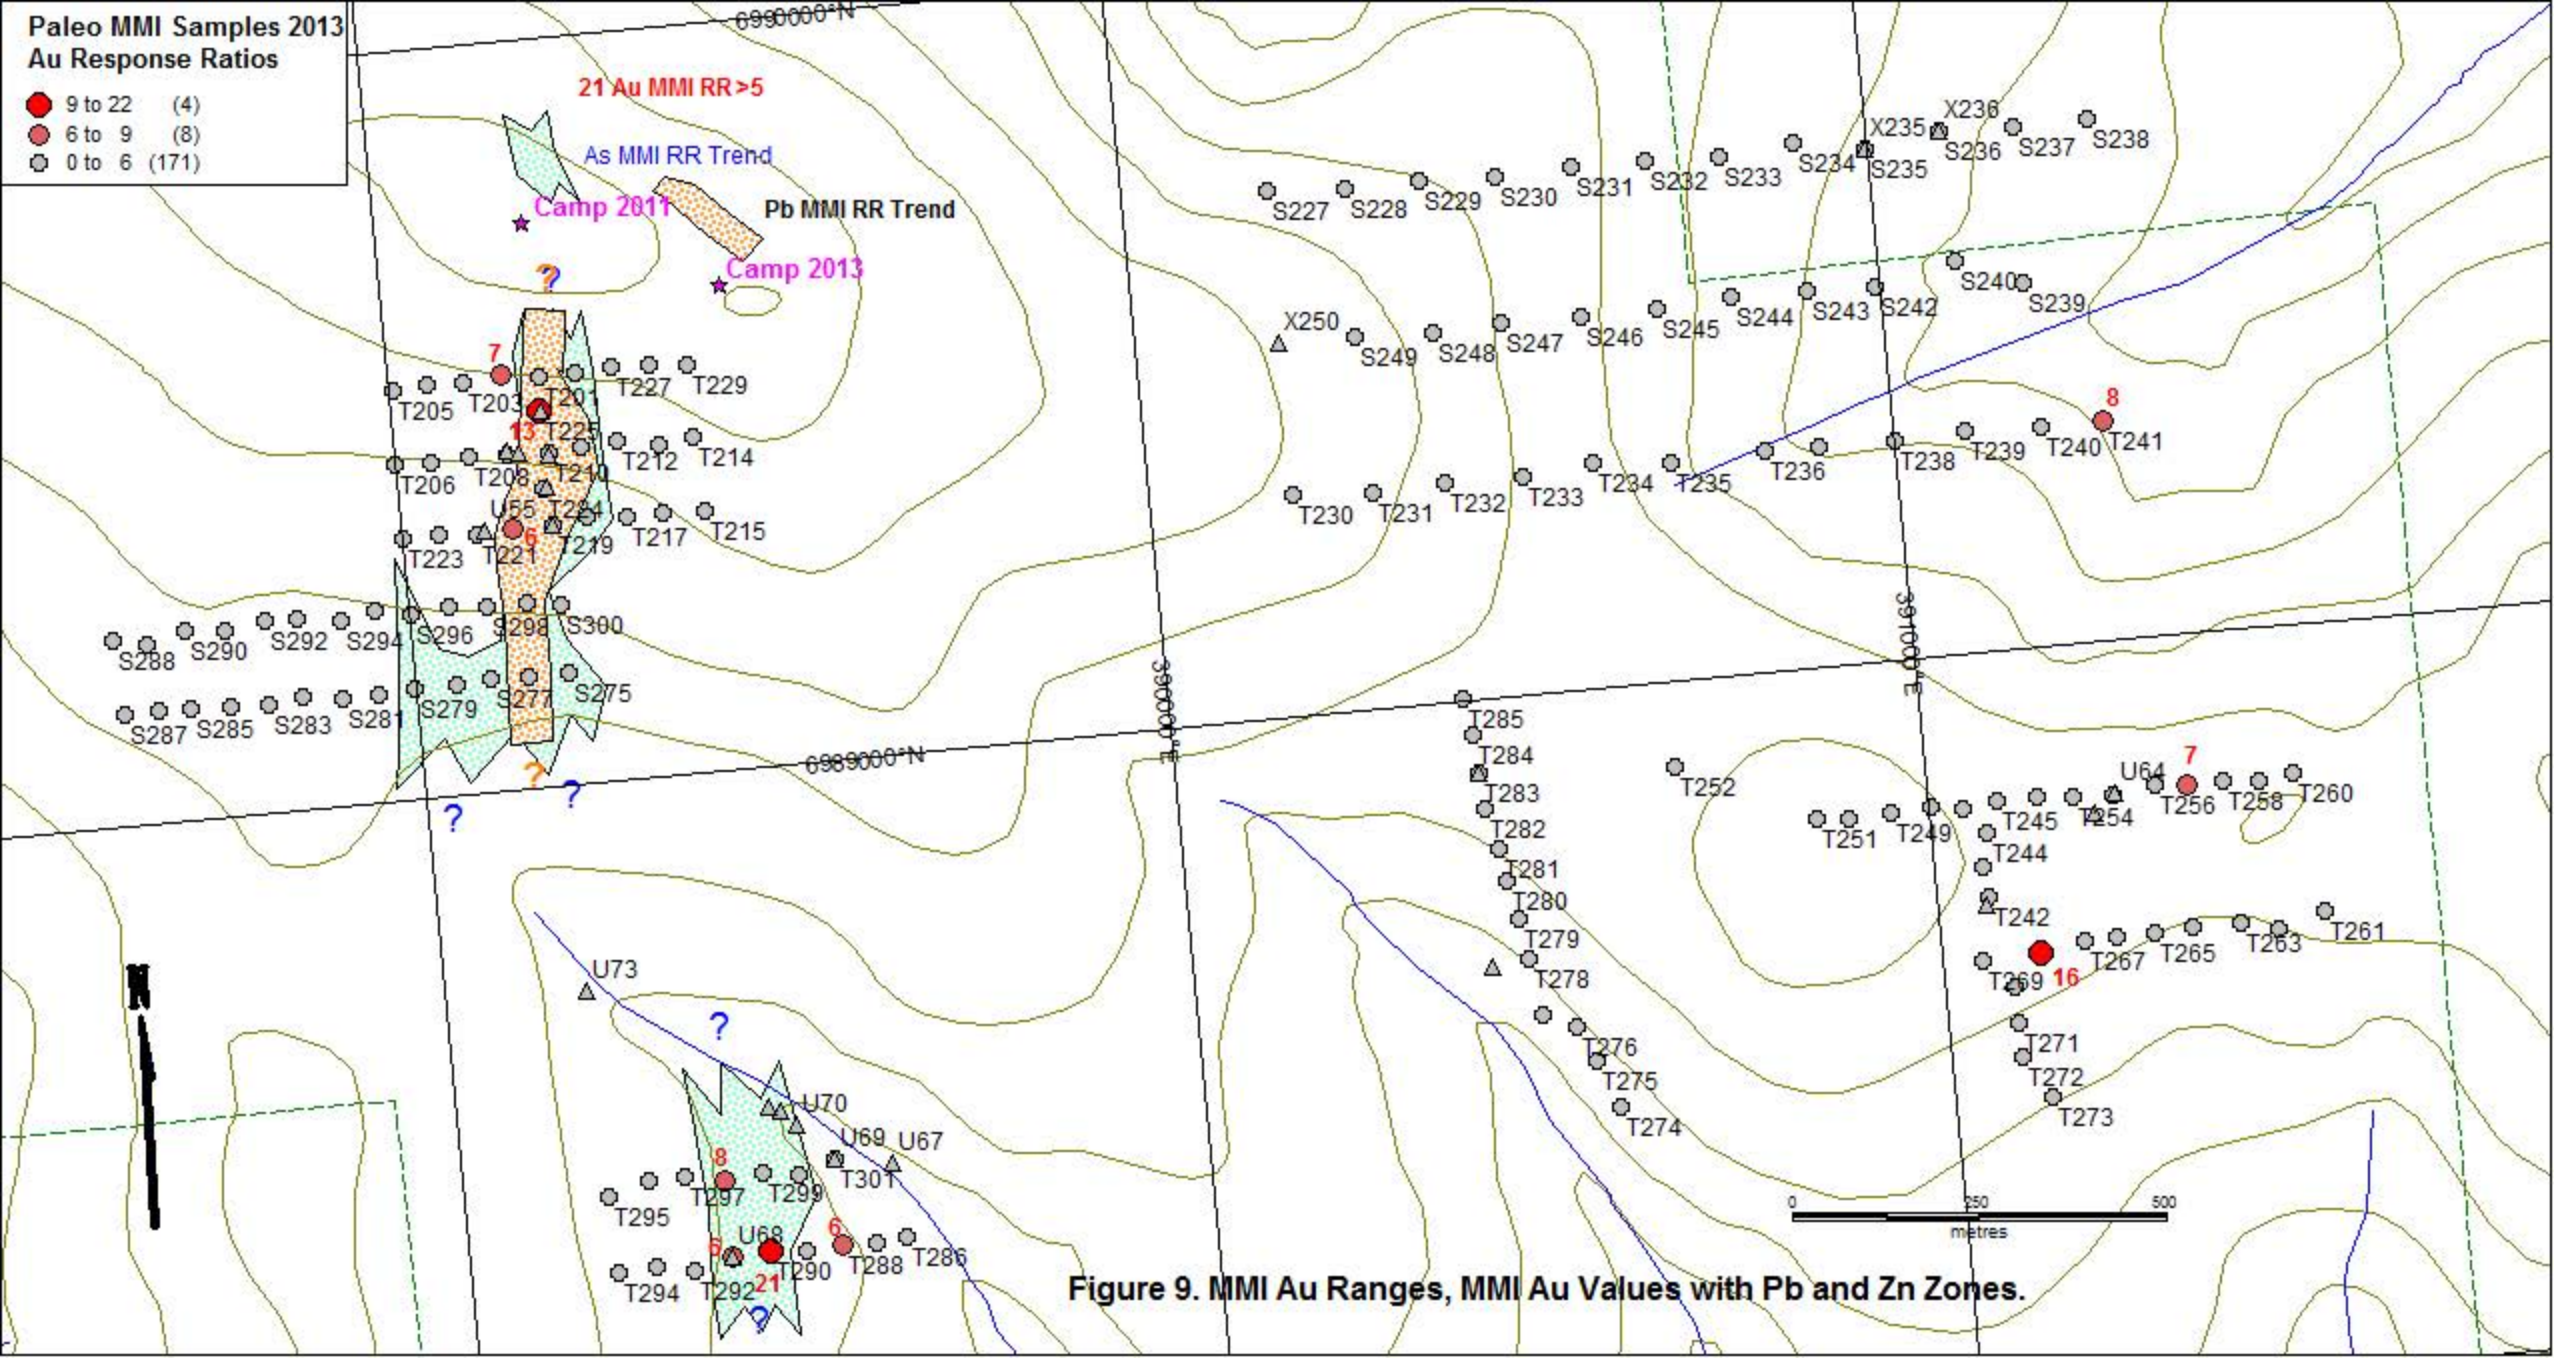 Paleo MMI Samples 2013
Au Response Ratios
9 to 22 (4)
6 to 9 (8)
0 to 6 (171)
6990000°N
21 Au MMI RR >5
As MMI RR Trend
Camp 2011
Pb MMI RR Trend
Camp 2013
?
?
X235 X236
S227 S228 S229 S230 S231 S232 S233 S234 S235 S236 S237 S238
X250 S249 S248 S247 S246 S245 S244 S243 S242 S240 S239
7
T205 T203 T201 T227 T229
13 T225
T206 T208 T210 T212 T214
U55 T224
T223 T221 6 T219 T217 T215
8
T230 T231 T232 T233 T234 T235 T236 T238 T239 T240 T241
S288 S290 S292 S294 S296 S298 S300
S287 S285 S283 S281 S279 S277 S275
391000°E
390000°E
6989000°N
? ?
?
T285
T284
T283
T282
T281
T280
T279
T278
T276
T275
T274
T252
7
U64
T251 T249 T245 T254 T256 T258 T260
T244
T242
T269 16 T267 T265 T263 T261
T271
T272
T273
N
U73
?
U70
U69 U67
8
T295 T297 T299 T301
6 U68 6
T294 T292 21 T290 T288 T286
?
0 250 500
metres
Figure 9. MMI Au Ranges, MMI Au Values with Pb and Zn Zones.